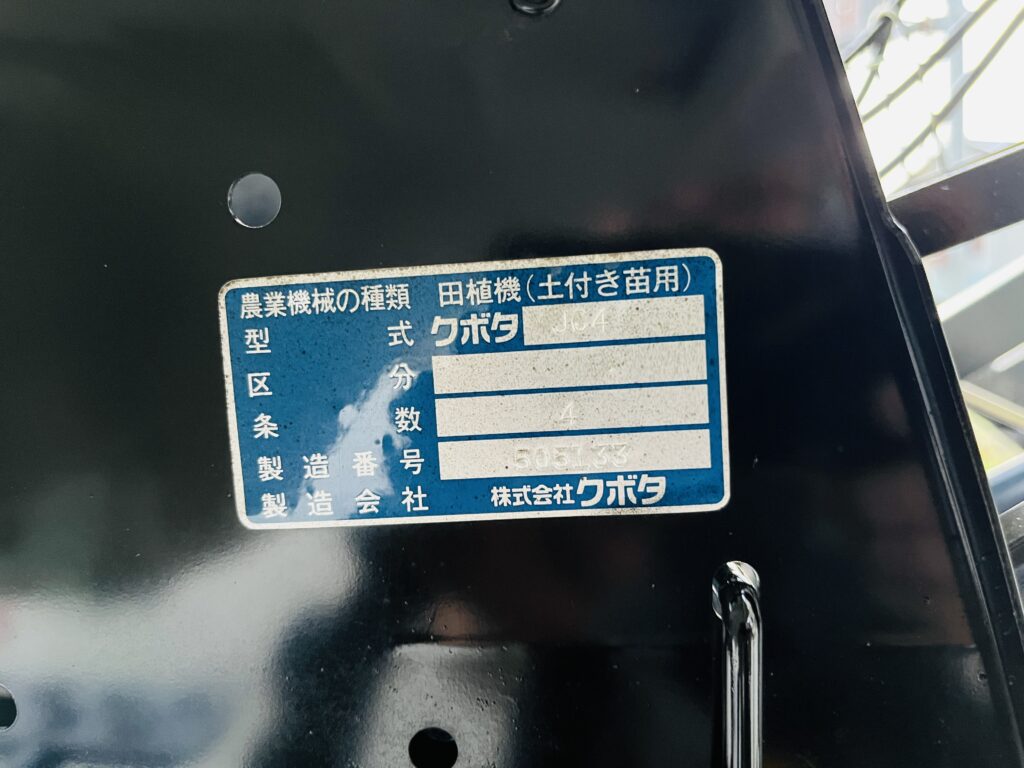 農業機械の種類 田植機(土付き苗用)
型式 クボタ JC4
区分
条数 4
製造番号 505133
製造会社 株式会社クボタ